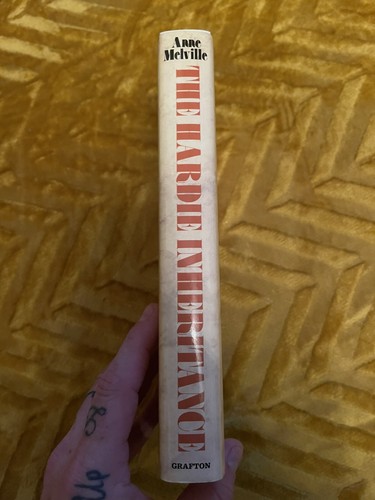 Anne
Melville
THE HARDIE INHERITANCE
GRAFTON